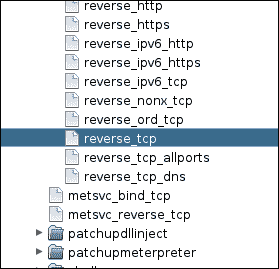 reverse_http
reverse_https
reverse_ipv6_http
reverse_ipv6_https
reverse_ipv6_tcp
reverse_nonx_tcp
reverse_ord_tcp
reverse_tcp
reverse_tcp_allports
reverse_tcp_dns
metsvc_bind_tcp
metsvc_reverse_tcp
patchupdllinject
patchupmeterpreter